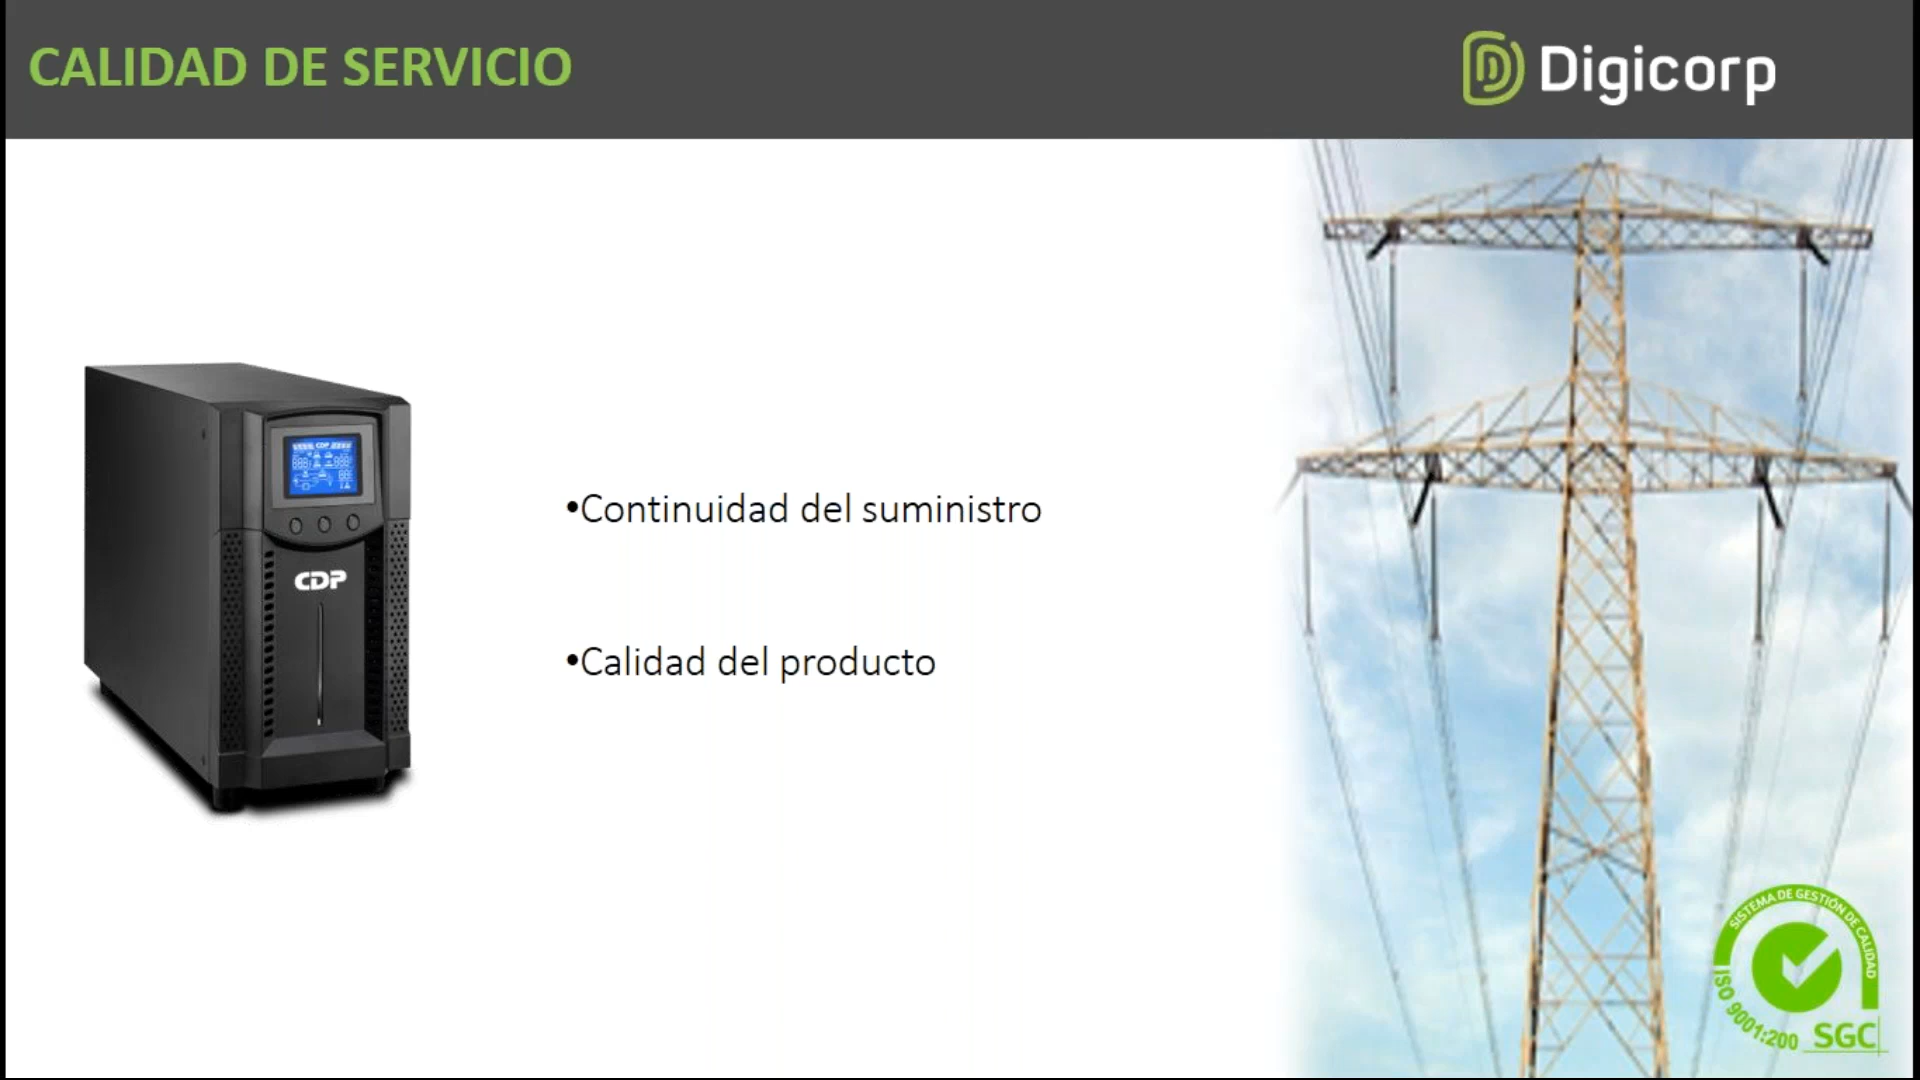 CALIDAD DE SERVICIO
Digicorp
•Continuidad del suministro
•Calidad del producto
CDP
SISTEMA DE GESTIÓN DE CALIDAD
ISO 9001:200
SGC